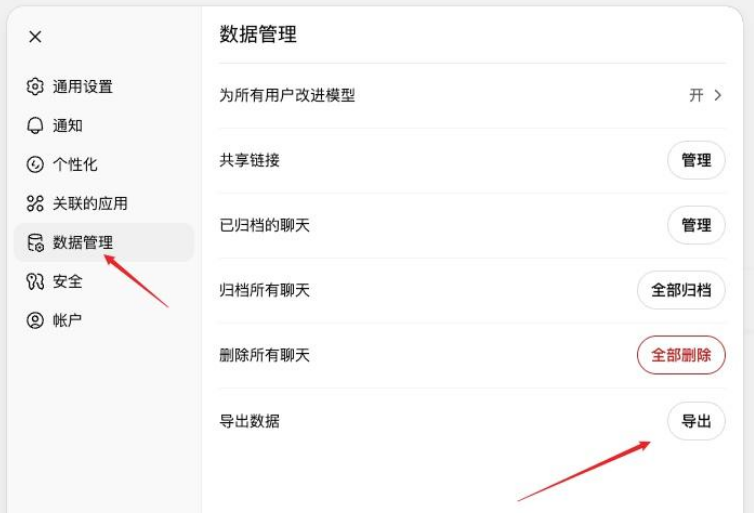 数据管理
通用设置
通知
个性化
关联的应用
数据管理
安全
帐户
为所有用户改进模型
开
共享链接
管理
已归档的聊天
管理
归档所有聊天
全部归档
删除所有聊天
全部删除
导出数据
导出